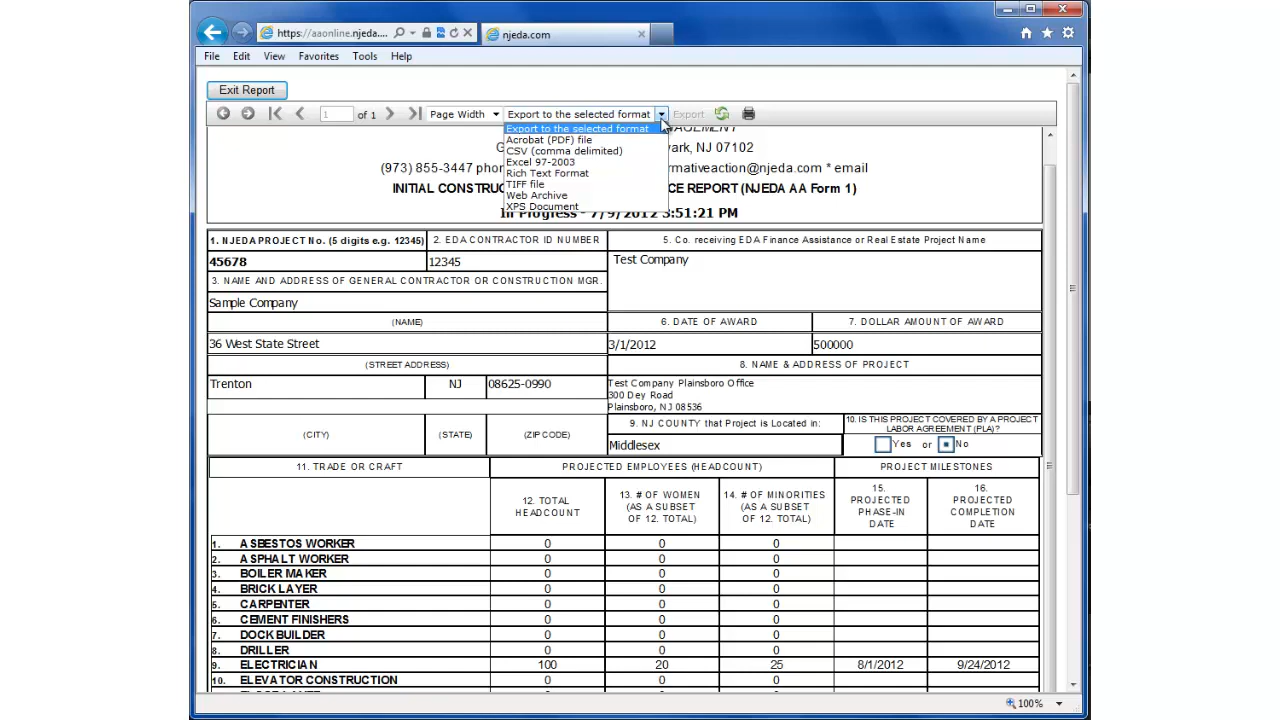 https://aaonline.njeda....
njeda.com
File Edit View Favorites Tools Help
Exit Report
1 of 1 Page Width Export to the selected format Export
Export to the selected format
Acrobat (PDF) file
CSV (comma delimited)
Excel 97-2003
Rich Text Format
TIFF file
Web Archive
XPS Document
AGEMENT
wark, NJ 07102
(973) 855-3447 phon rmativeaction@njeda.com * email
INITIAL CONSTRUC CE REPORT (NJEDA AA Form 1)
In Progress - 7/9/2012 3:51:21 PM
1. NJEDA PROJECT No. (5 digits e.g. 12345) 2. EDA CONTRACTOR ID NUMBER 5. Co. receiving EDA Finance Assistance or Real Estate Project Name
45678 12345 Test Company
3. NAME AND ADDRESS OF GENERAL CONTRACTOR OR CONSTRUCTION MGR.
Sample Company
(NAME) 6. DATE OF AWARD 7. DOLLAR AMOUNT OF AWARD
36 West State Street 3/1/2012 500000
(STREET ADDRESS) 8. NAME & ADDRESS OF PROJECT
Trenton NJ 08625-0990 Test Company Plainsboro Office
300 Dey Road
Plainsboro, NJ 08536
(CITY) (STATE) (ZIP CODE) 9. NJ COUNTY that Project is Located in:
Middlesex
10. IS THIS PROJECT COVERED BY A PROJECT
LABOR AGREEMENT (PLA)?
Yes or No
11. TRADE OR CRAFT PROJECTED EMPLOYEES (HEADCOUNT) PROJECT MILESTONES
12. TOTAL
HEADCOUNT
13. # OF WOMEN
(AS A SUBSET
OF 12. TOTAL)
14. # OF MINORITIES
(AS A SUBSET
OF 12. TOTAL)
15.
PROJECTED
PHASE-IN
DATE
16.
PROJECTED
COMPLETION
DATE
1. ASBESTOS WORKER 0 0 0
2. ASPHALT WORKER 0 0 0
3. BOILER MAKER 0 0 0
4. BRICK LAYER 0 0 0
5. CARPENTER 0 0 0
6. CEMENT FINISHERS 0 0 0
7. DOCK BUILDER 0 0 0
8. DRILLER 0 0 0
9. ELECTRICIAN 100 20 25 8/1/2012 9/24/2012
10. ELEVATOR CONSTRUCTION 0 0 0
100%